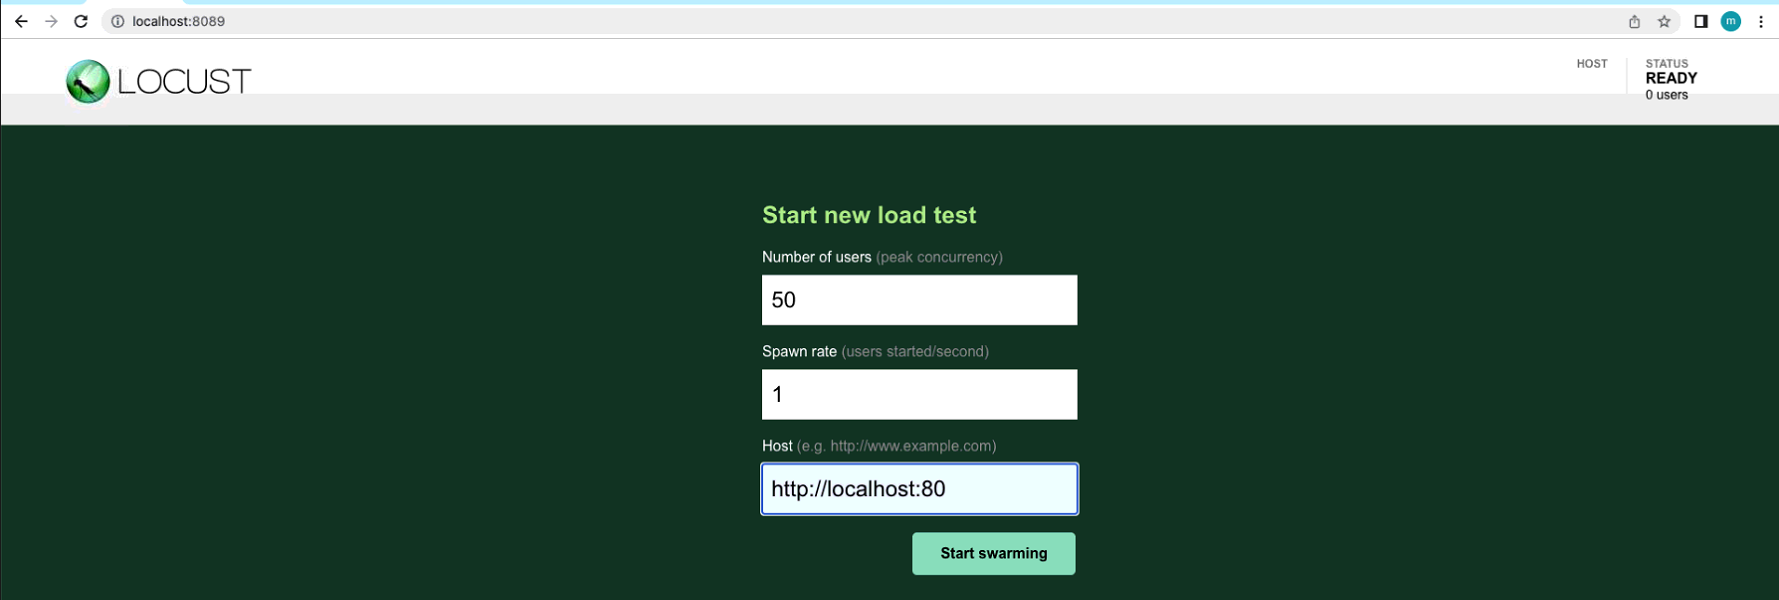 localhost:8089
m
LOCUST
HOST
STATUS
READY
0 users
Start new load test
Number of users (peak concurrency)
50
Spawn rate (users started/second)
1
Host (e.g. http://www.example.com)
http://localhost:80
Start swarming